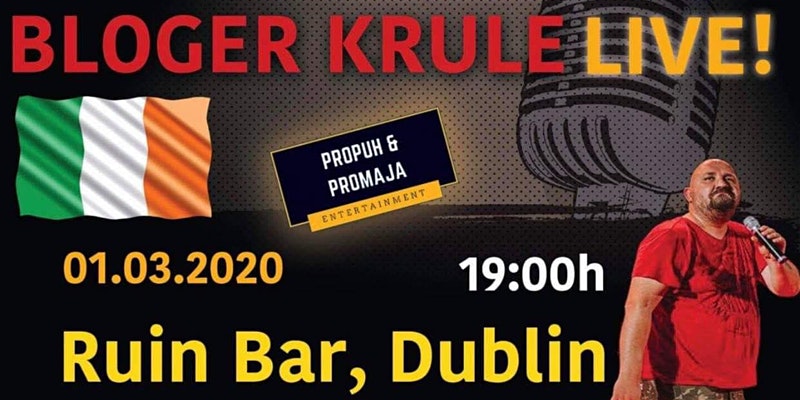 BLOGER KRULE LIVE!
PROPUH &
PROMAJA
ENTERTAINMENT
01.03.2020 19:00h
Ruin Bar, Dublin